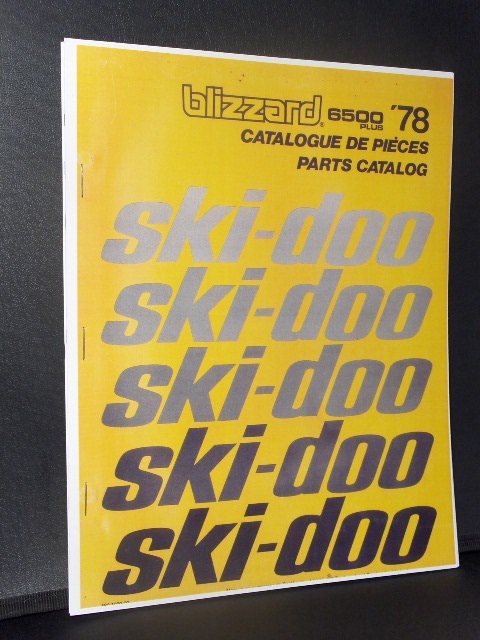 blizzard® 6500 PLUS '78
CATALOGUE DE PIÈCES
PARTS CATALOG
ski-doo
ski-doo
ski-doo
ski-doo
ski-doo